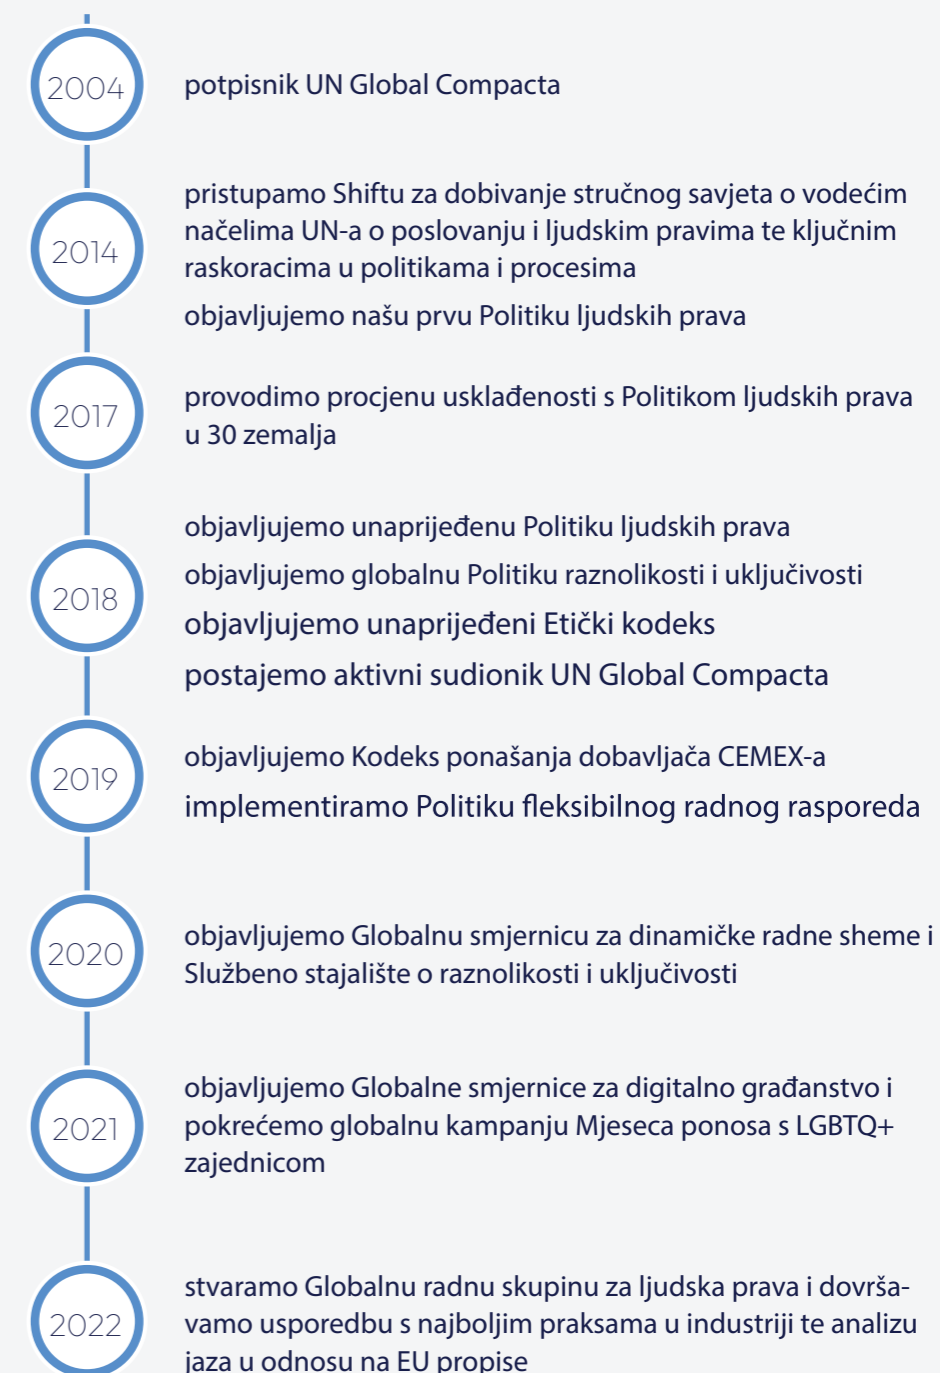 2004
potpisnik UN Global Compacta
2014
pristupamo Shiftu za dobivanje stručnog savjeta o vodećim
načelima UN-a o poslovanju i ljudskim pravima te ključnim
raskoracima u politikama i procesima
objavljujemo našu prvu Politiku ljudskih prava
2017
provodimo procjenu usklađenosti s Politikom ljudskih prava
u 30 zemalja
2018
objavljujemo unaprijeđenu Politiku ljudskih prava
objavljujemo globalnu Politiku raznolikosti i uključivosti
objavljujemo unaprijeđeni Etički kodeks
postajemo aktivni sudionik UN Global Compacta
2019
objavljujemo Kodeks ponašanja dobavljača CEMEX-a
implementiramo Politiku fleksibilnog radnog rasporeda
2020
objavljujemo Globalnu smjernicu za dinamičke radne sheme i
Službeno stajalište o raznolikosti i uključivosti
2021
objavljujemo Globalne smjernice za digitalno građanstvo i
pokrećemo globalnu kampanju Mjeseca ponosa s LGBTQ+
zajednicom
2022
stvaramo Globalnu radnu skupinu za ljudska prava i dovrša-
vamo usporedbu s najboljim praksama u industriji te analizu
jaza u odnosu na EU propise